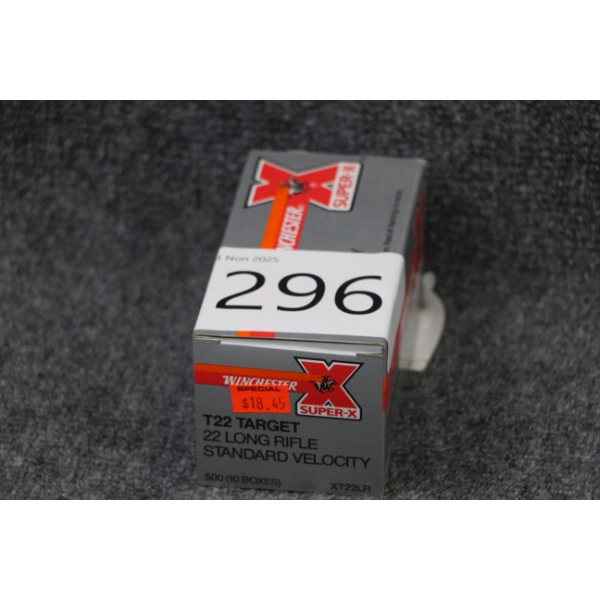 X
SUPER-X
WINCHESTER
Non 2025
296
WINCHESTER
X
SPECIAL
$18.45
SUPER-X
T22 TARGET
22 LONG RIFLE
STANDARD VELOCITY
500 (10 BOXES) XT22LR